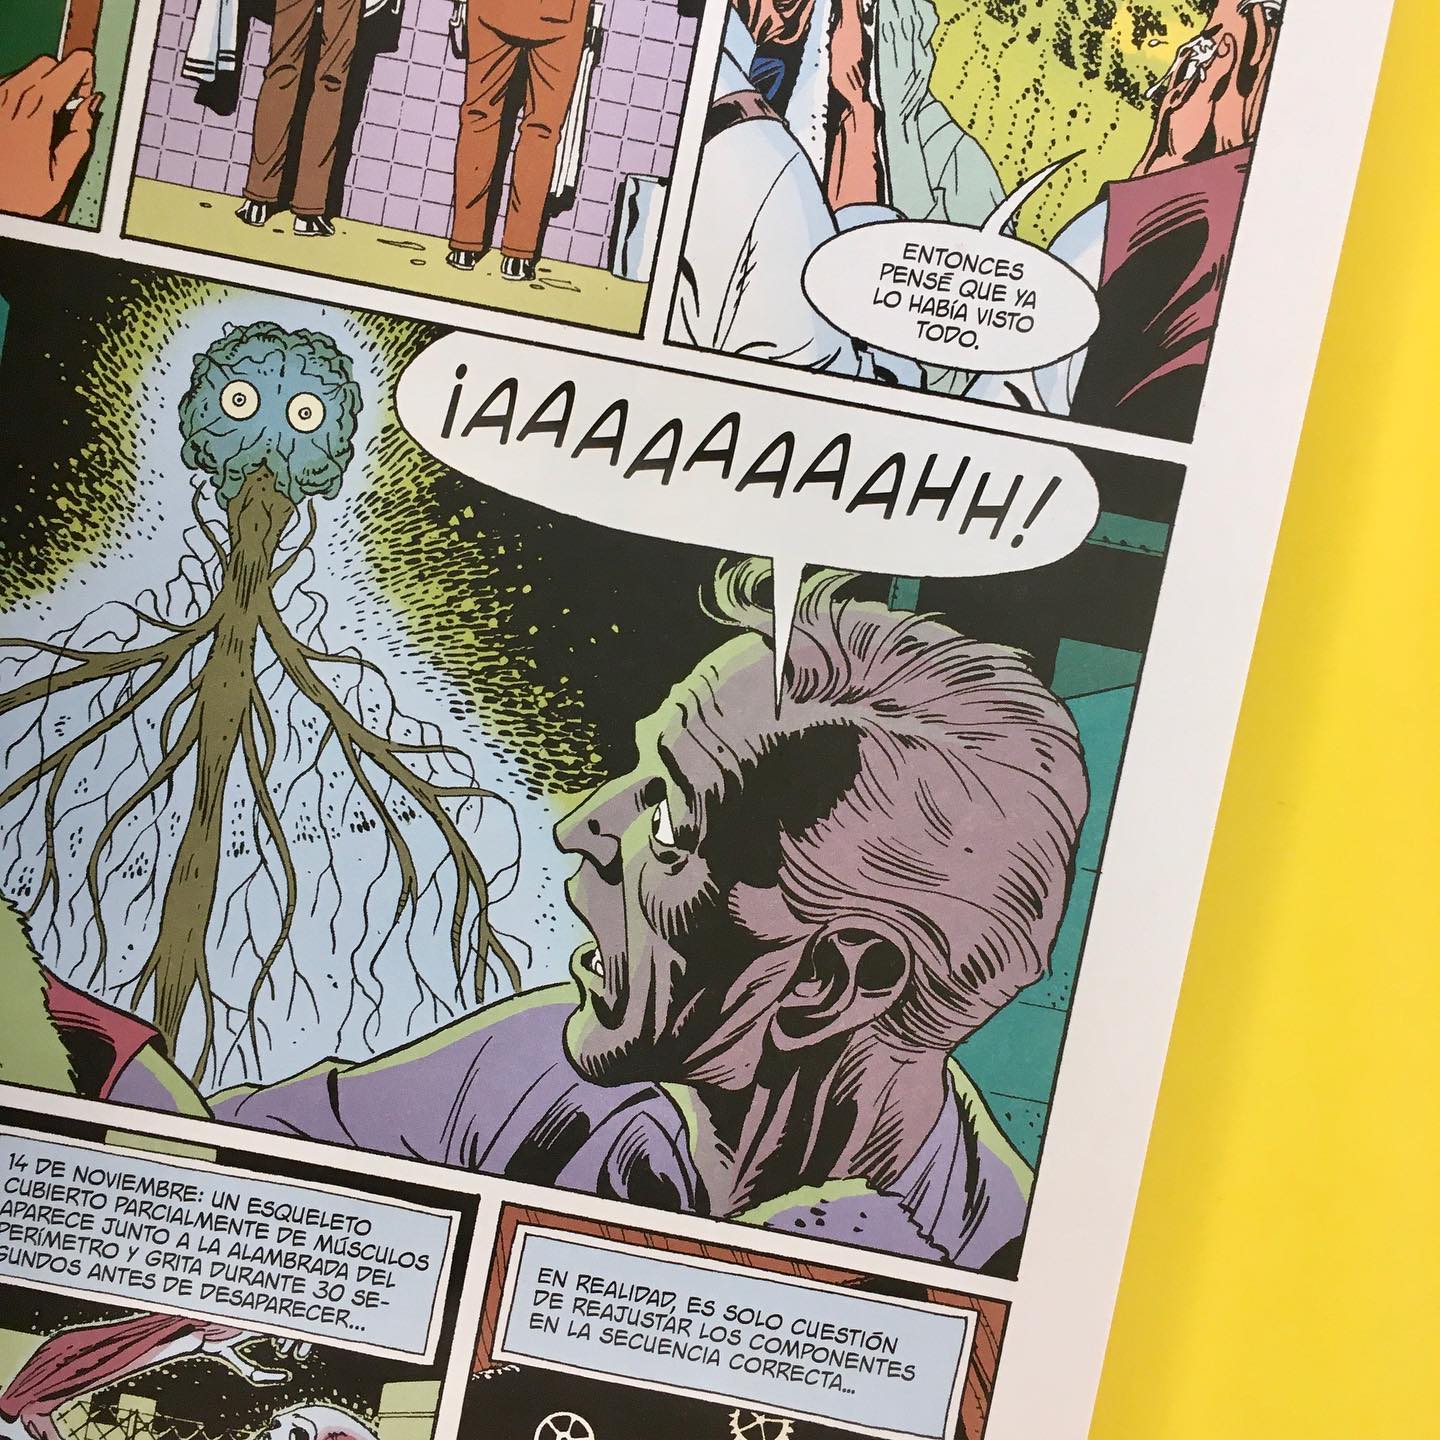 ENTONCES
PENSÉ QUE YA
LO HABÍA VISTO
TODO.
¡AAAAAAAAAHHH!
14 DE NOVIEMBRE: UN ESQUELETO
CUBIERTO PARCIALMENTE DE MÚSCULOS
APARECE JUNTO A LA ALAMBRADA DEL
PERÍMETRO Y GRITA DURANTE 30 SE-
GUNDOS ANTES DE DESAPARECER...
EN REALIDAD, ES SOLO CUESTIÓN
DE REAJUSTAR LOS COMPONENTES
EN LA SECUENCIA CORRECTA...